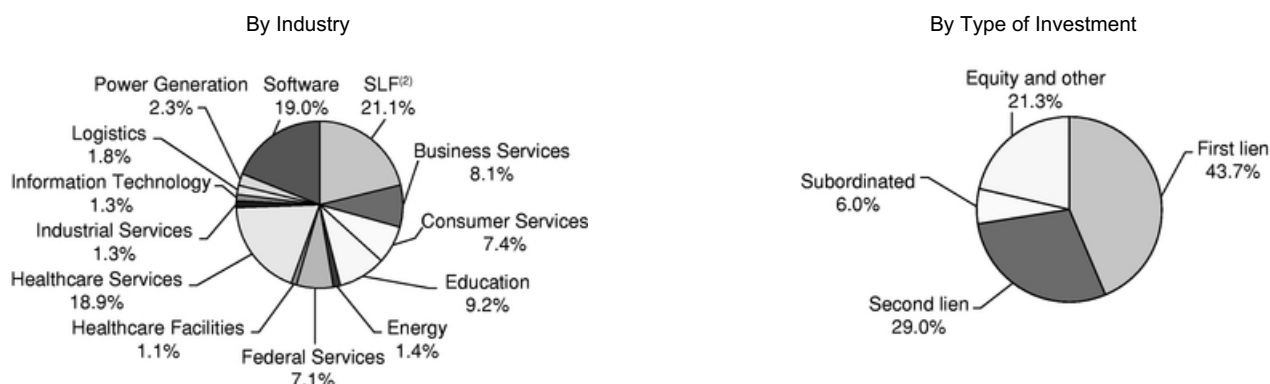 By Industry
Power Generation
2.3%
Software
19.0%
SLF(2)
21.1%
Logistics
1.8%
Business Services
8.1%
Information Technology
1.3%
Consumer Services
7.4%
Industrial Services
1.3%
Healthcare Services
18.9%
Education
9.2%
Healthcare Facilities
1.1%
Energy
1.4%
Federal Services
7.1%
By Type of Investment
Equity and other
21.3%
First lien
43.7%
Subordinated
6.0%
Second lien
29.0%